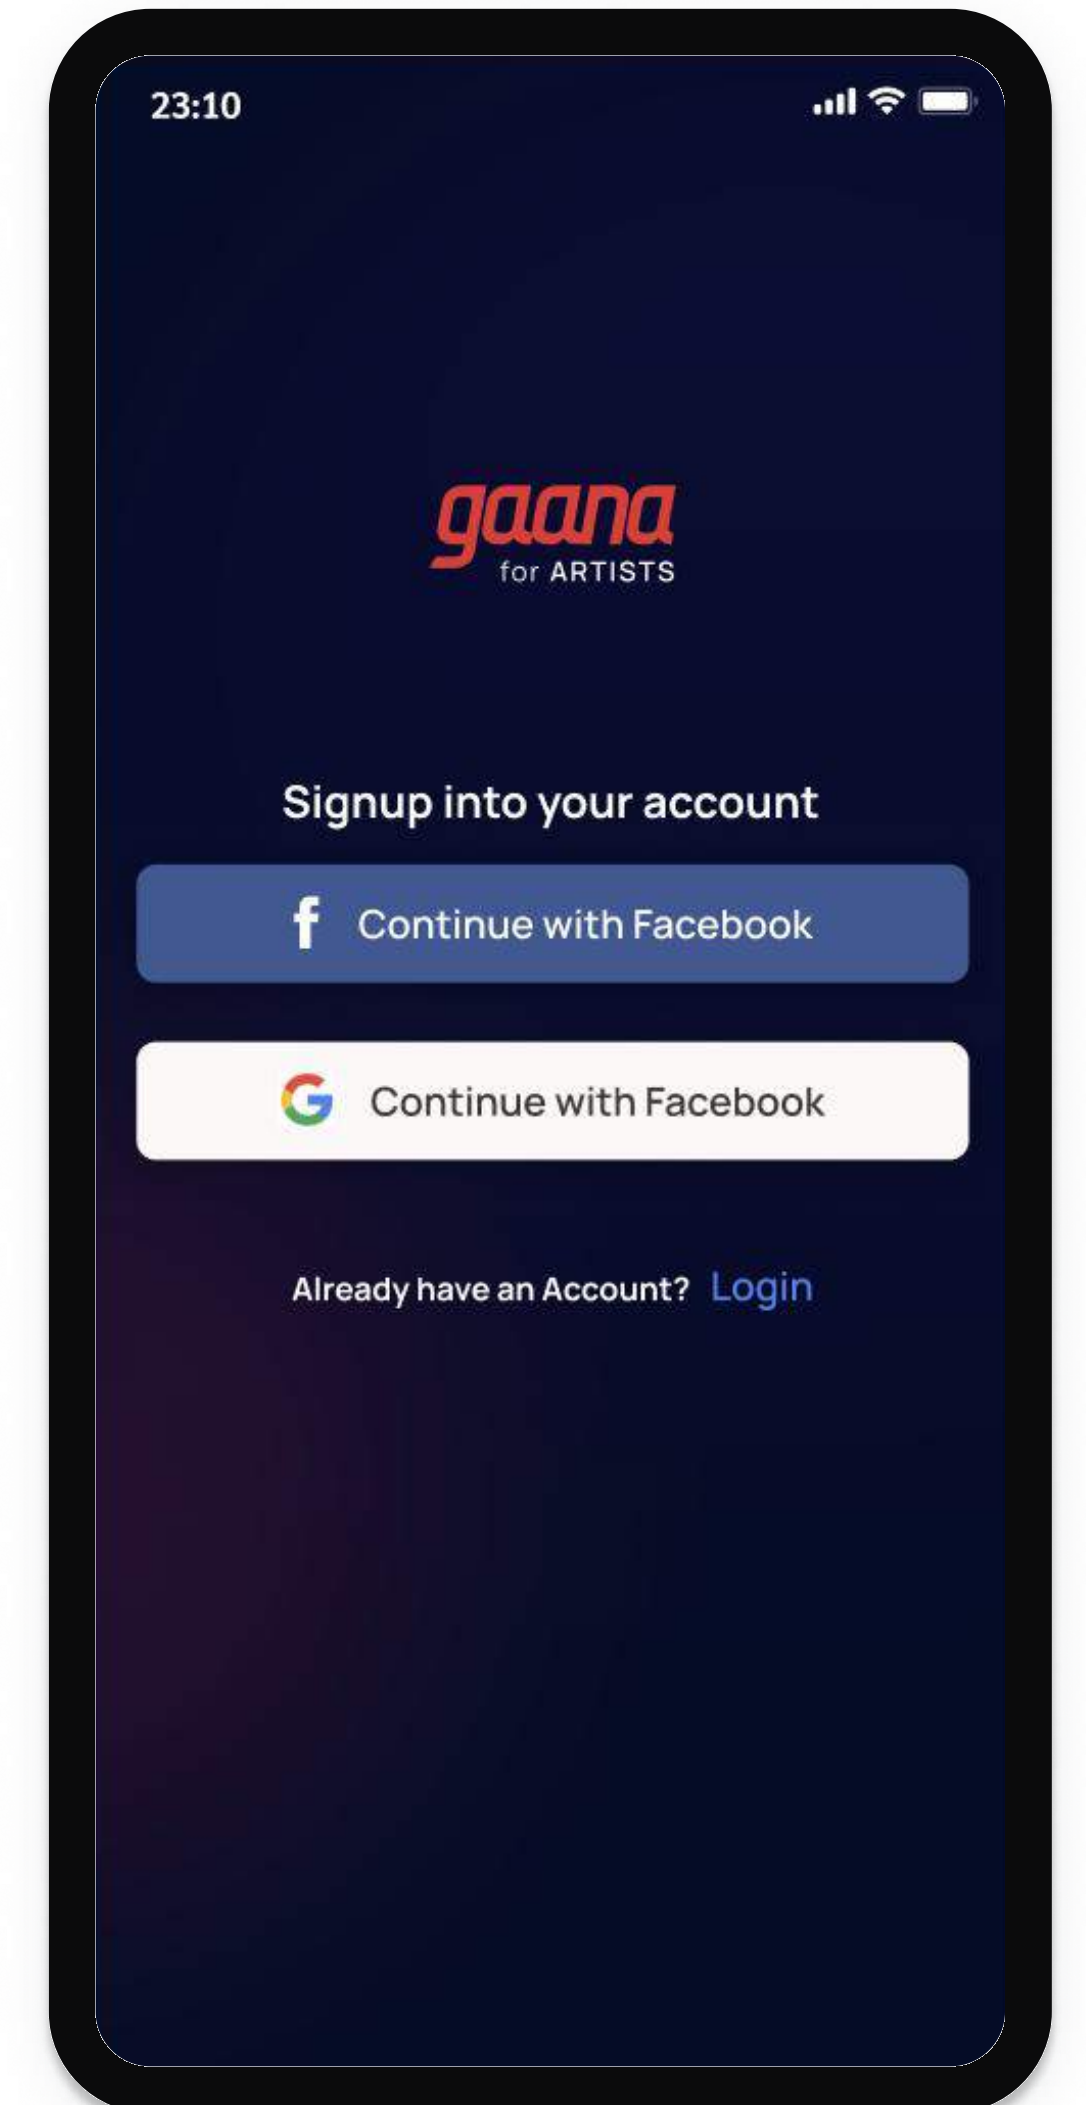 23:10
gaana
for ARTISTS
Signup into your account
f Continue with Facebook
G Continue with Facebook
Already have an Account? Login